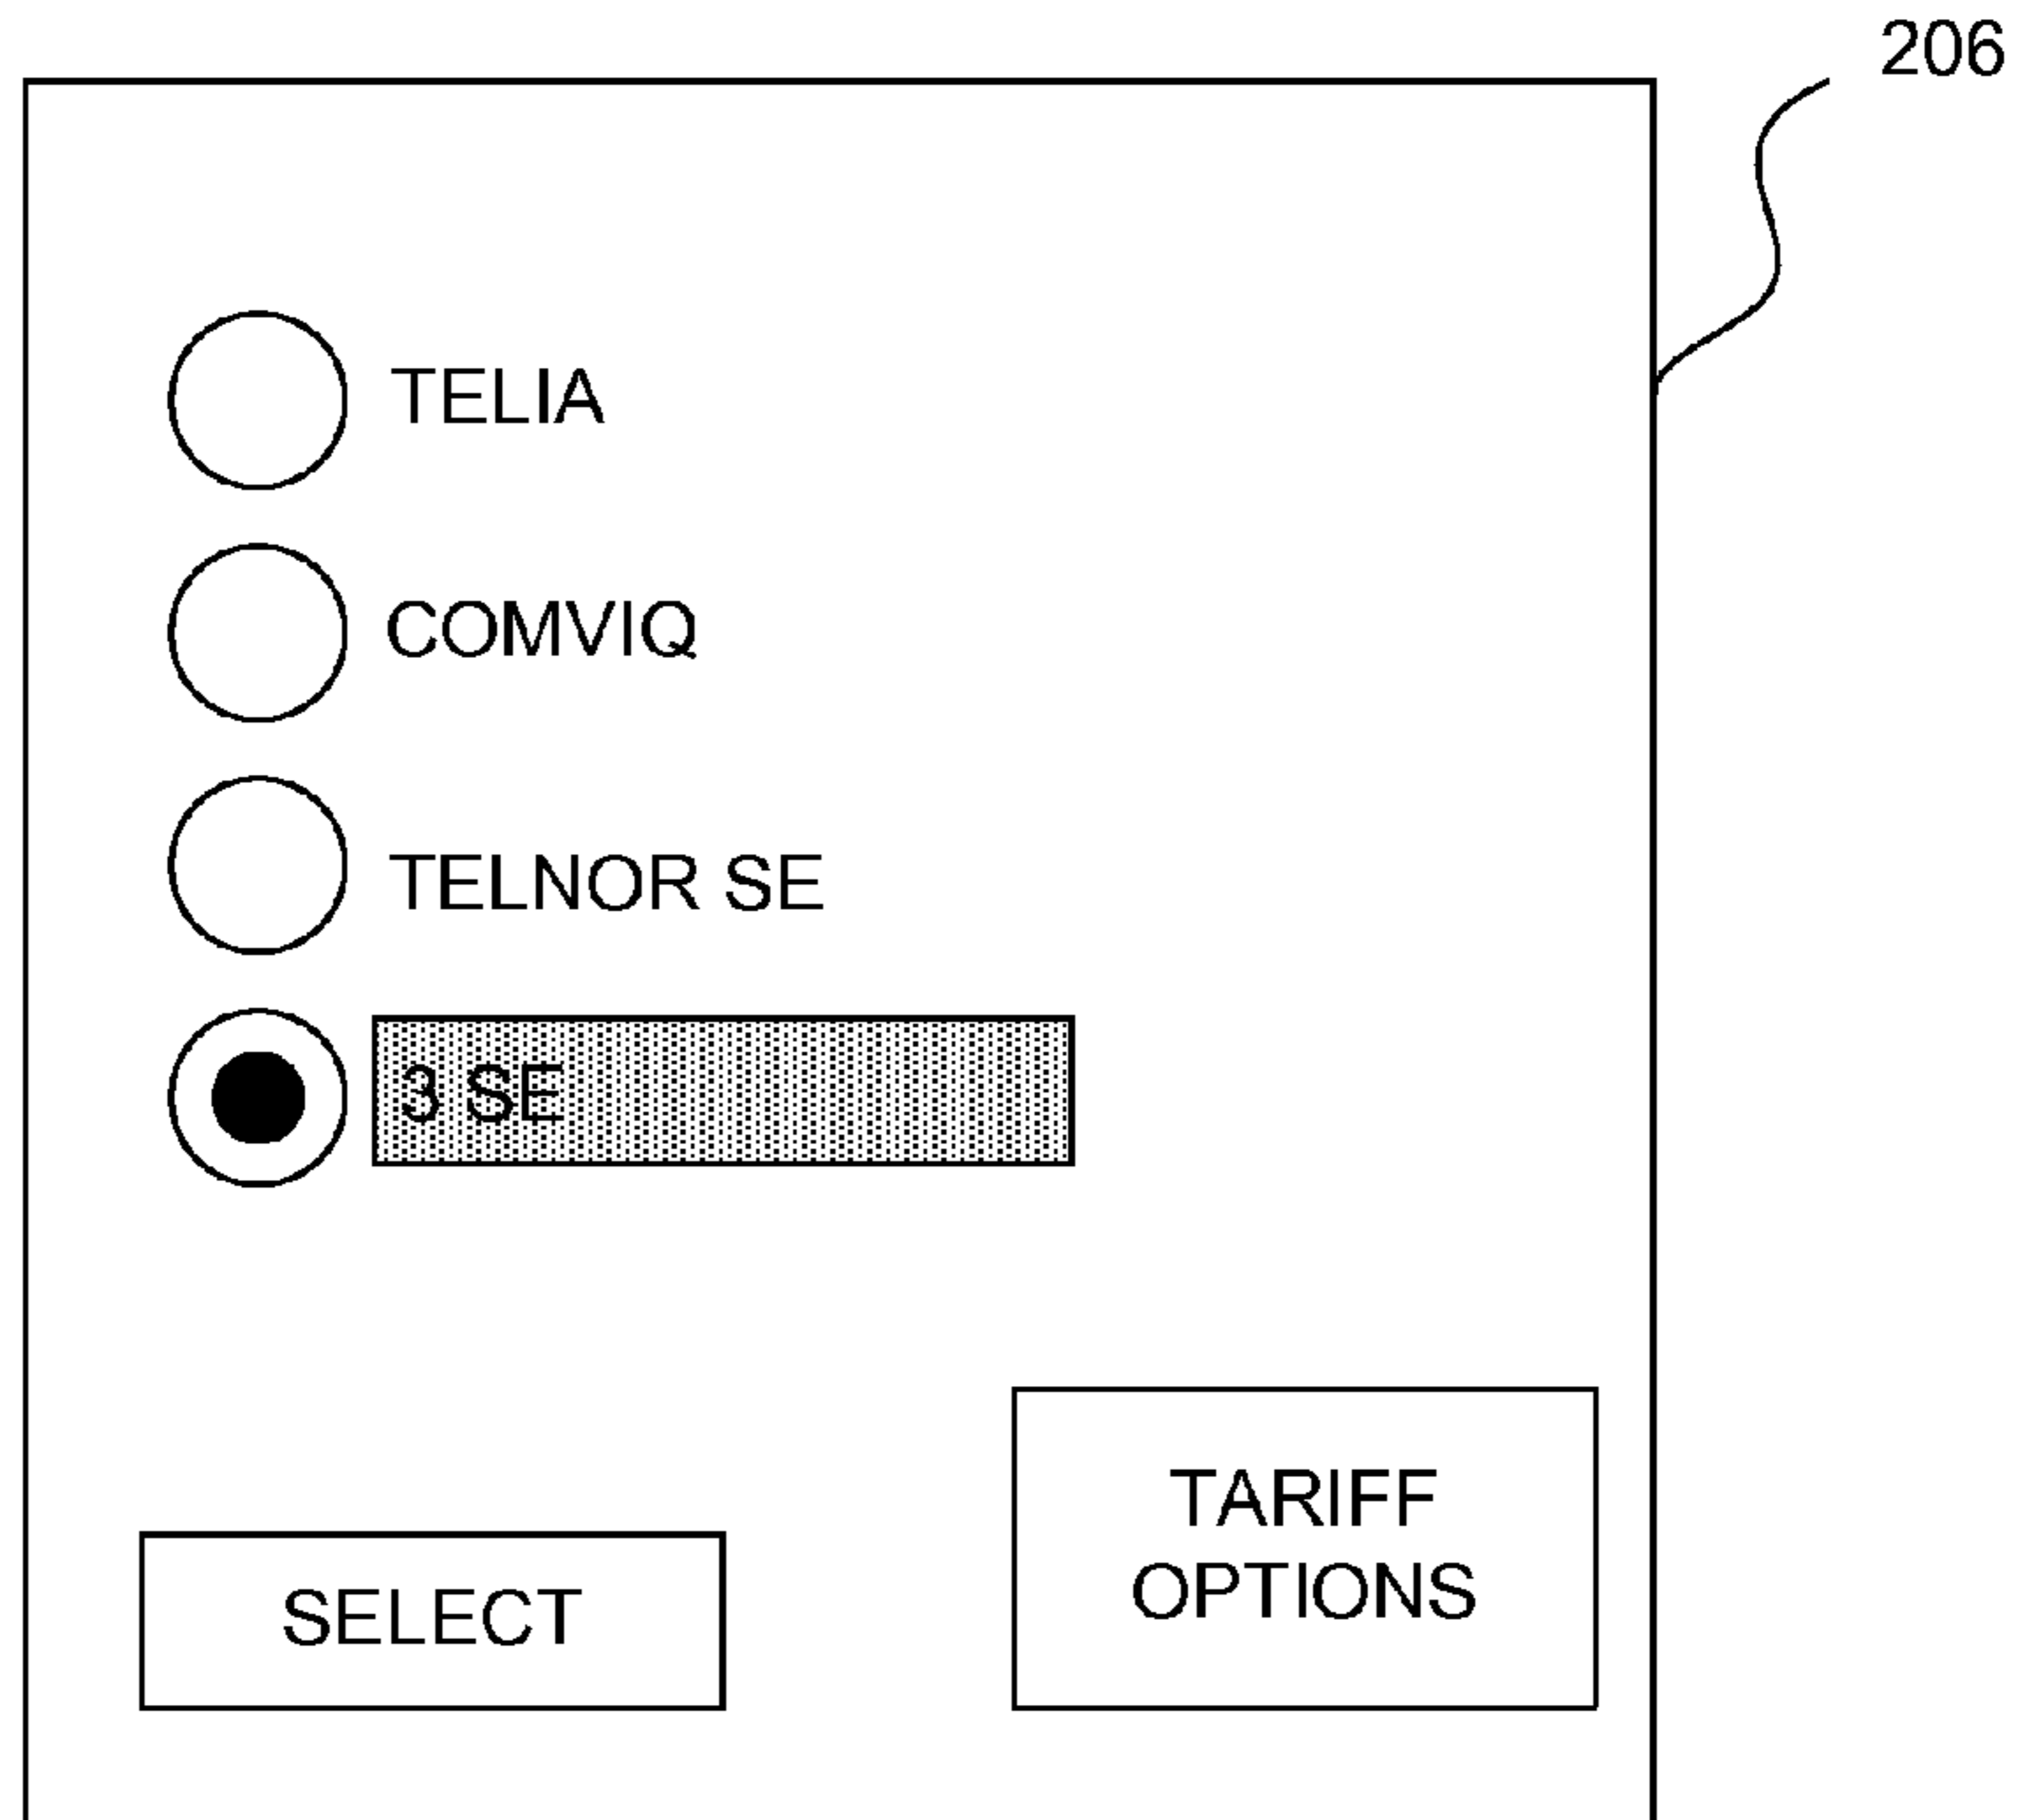 206
TELIA
COMVIQ
TELNOR SE
3 SE
TARIFF
OPTIONS
SELECT